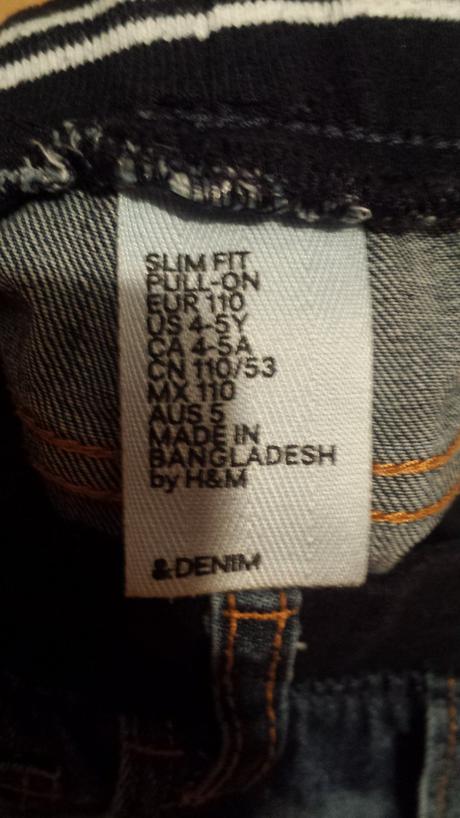 SLIM FIT
PULL-ON
EUR 110
US 4-5Y
CA 4-5A
CN 110/53
MX 110
AUS 5
MADE IN
BANGLADESH
by H&M
&DENIM